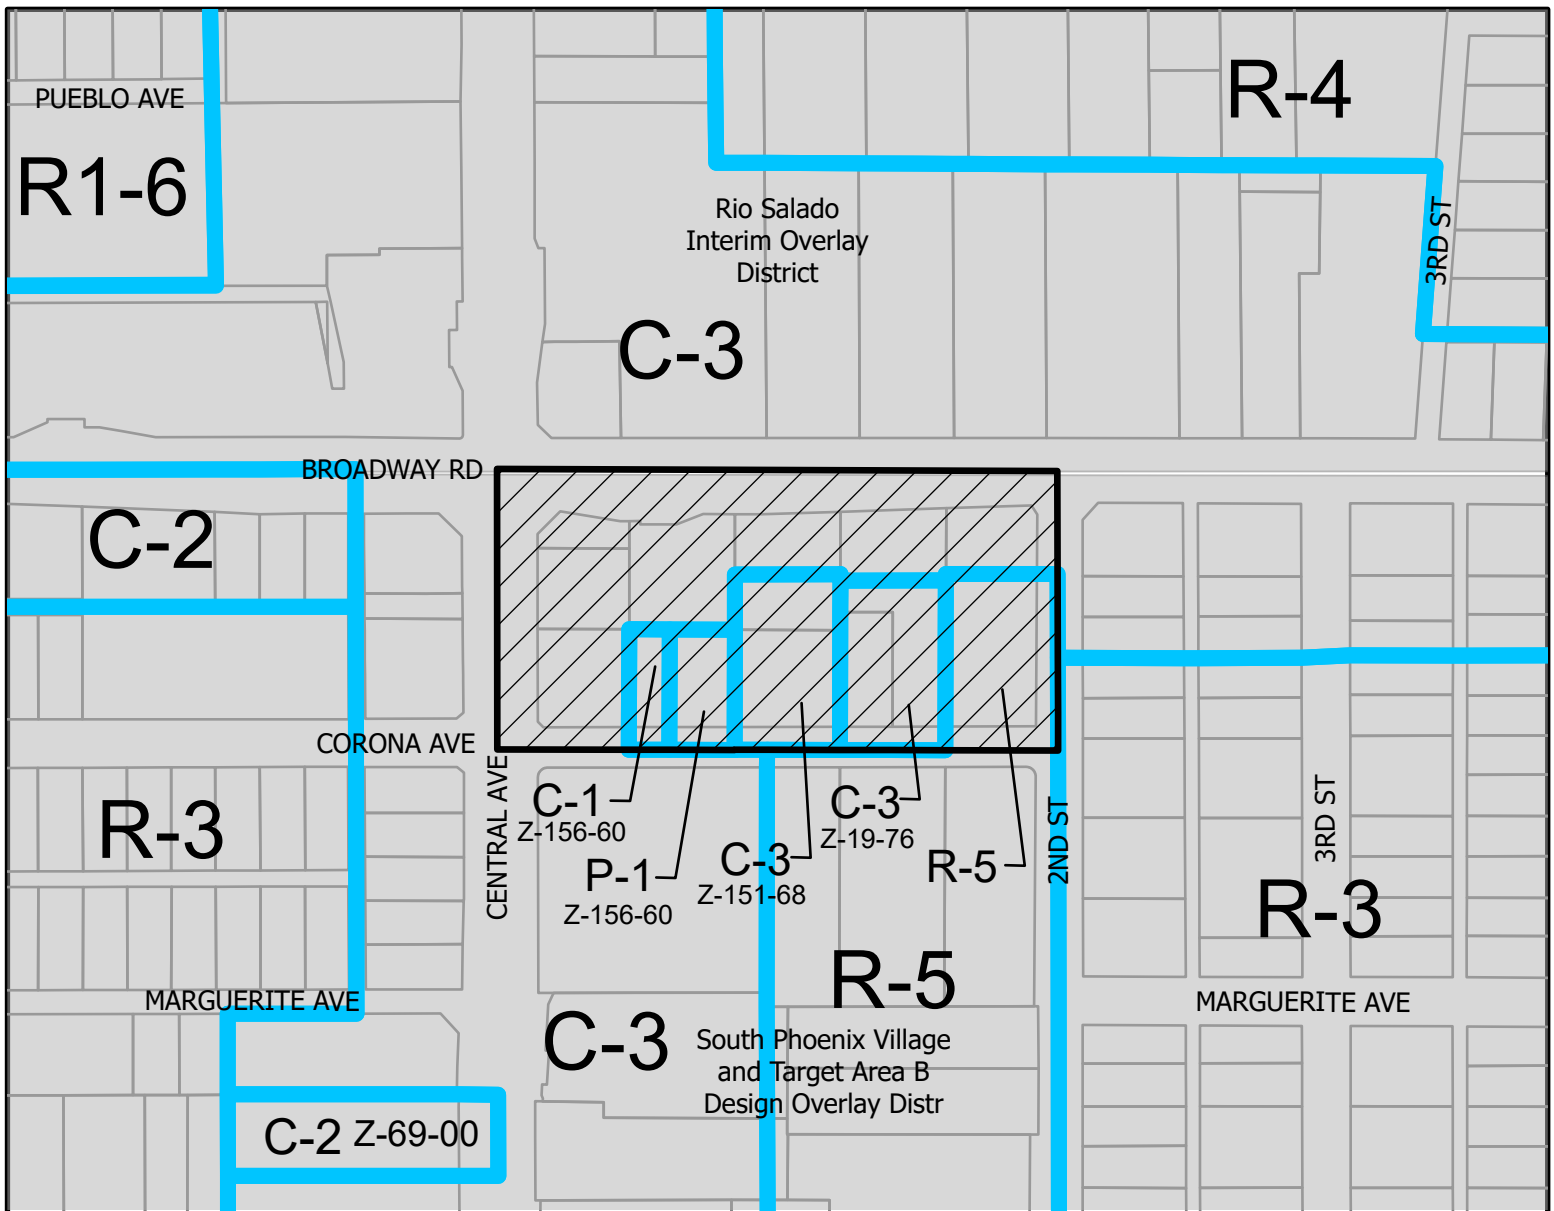 R-4
PUEBLO AVE
R1-6
Rio Salado
Interim Overlay
District
3RD ST
C-3
BROADWAY RD
C-2
CORONA AVE
CENTRAL AVE
C-1
Z-156-60
C-3
Z-19-76
R-3
P-1
Z-156-60
C-3
Z-151-68
R-5
2ND ST
3RD ST
R-3
R-5
MARGUERITE AVE
MARGUERITE AVE
C-3
South Phoenix Village
and Target Area B
Design Overlay Distr
C-2 Z-69-00